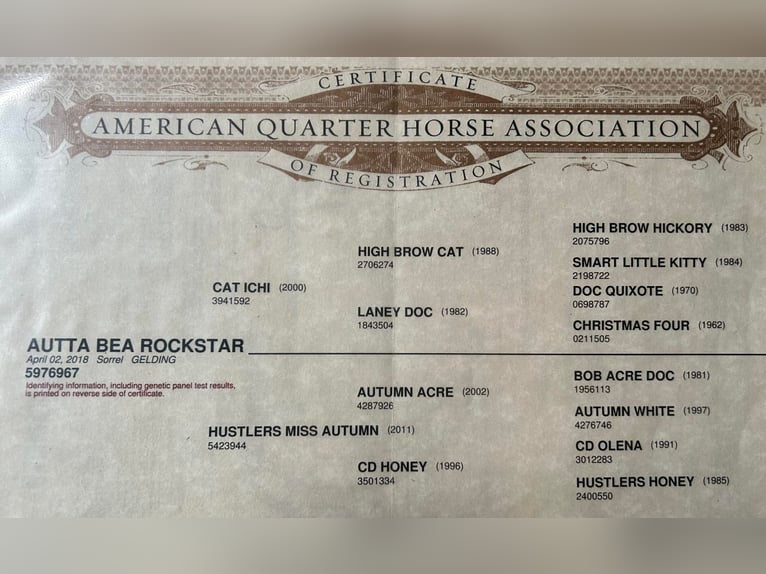 CERTIFICATE
AMERICAN QUARTER HORSE ASSOCIATION
OF REGISTRATION
HIGH BROW HICKORY (1983)
2075796
HIGH BROW CAT (1988)
2706274
SMART LITTLE KITTY (1984)
2198722
CAT ICHI (2000)
3941592
DOC QUIXOTE (1970)
0698787
LANEY DOC (1982)
1843504
CHRISTMAS FOUR (1962)
0211505
AUTTA BEA ROCKSTAR
April 02, 2018 Sorrel GELDING
5976967
Identifying information, including genetic panel test results,
is printed on reverse side of certificate.
BOB ACRE DOC (1981)
1956113
AUTUMN ACRE (2002)
4287926
AUTUMN WHITE (1997)
4276746
HUSTLERS MISS AUTUMN (2011)
5423944
CD OLENA (1991)
3012283
CD HONEY (1996)
3501334
HUSTLERS HONEY (1985)
2400550